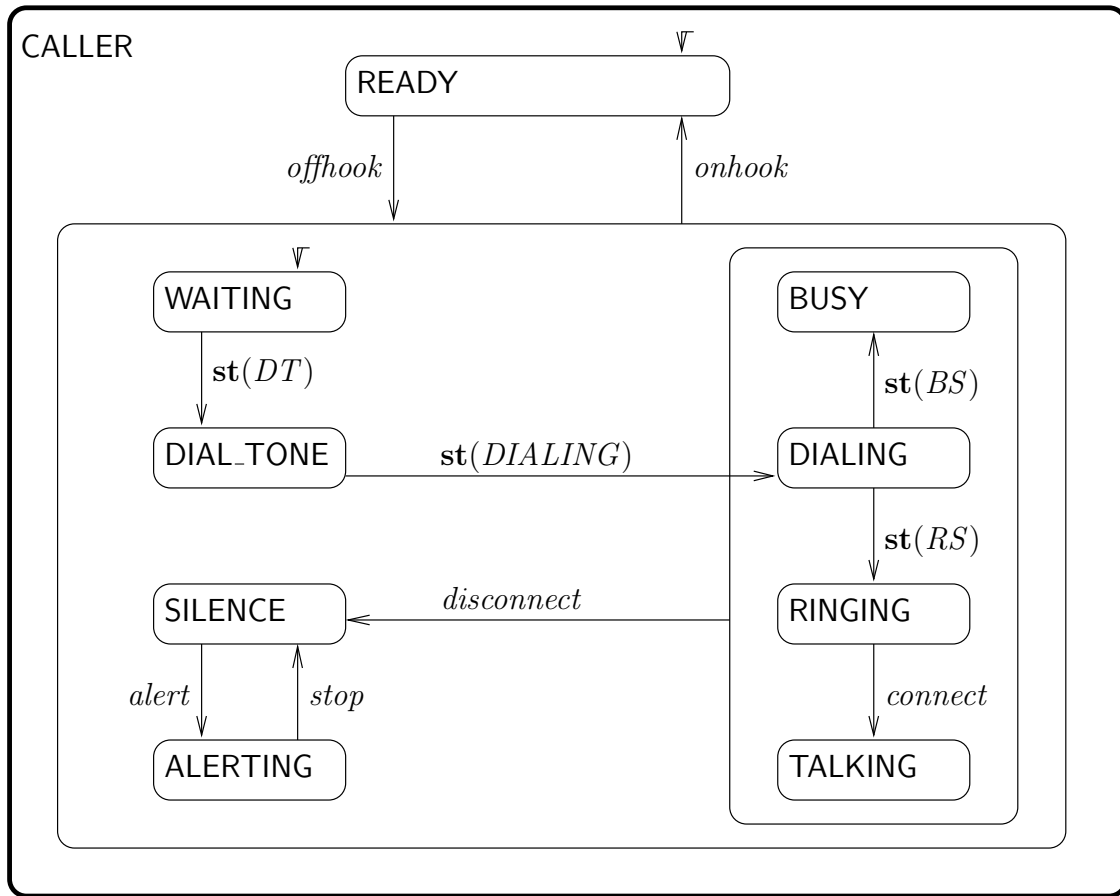 CALLER
READY
offhook
onhook
WAITING
BUSY
st(DT)
st(BS)
DIAL_TONE
st(DIALING)
DIALING
st(RS)
SILENCE
disconnect
RINGING
alert
stop
connect
ALERTING
TALKING